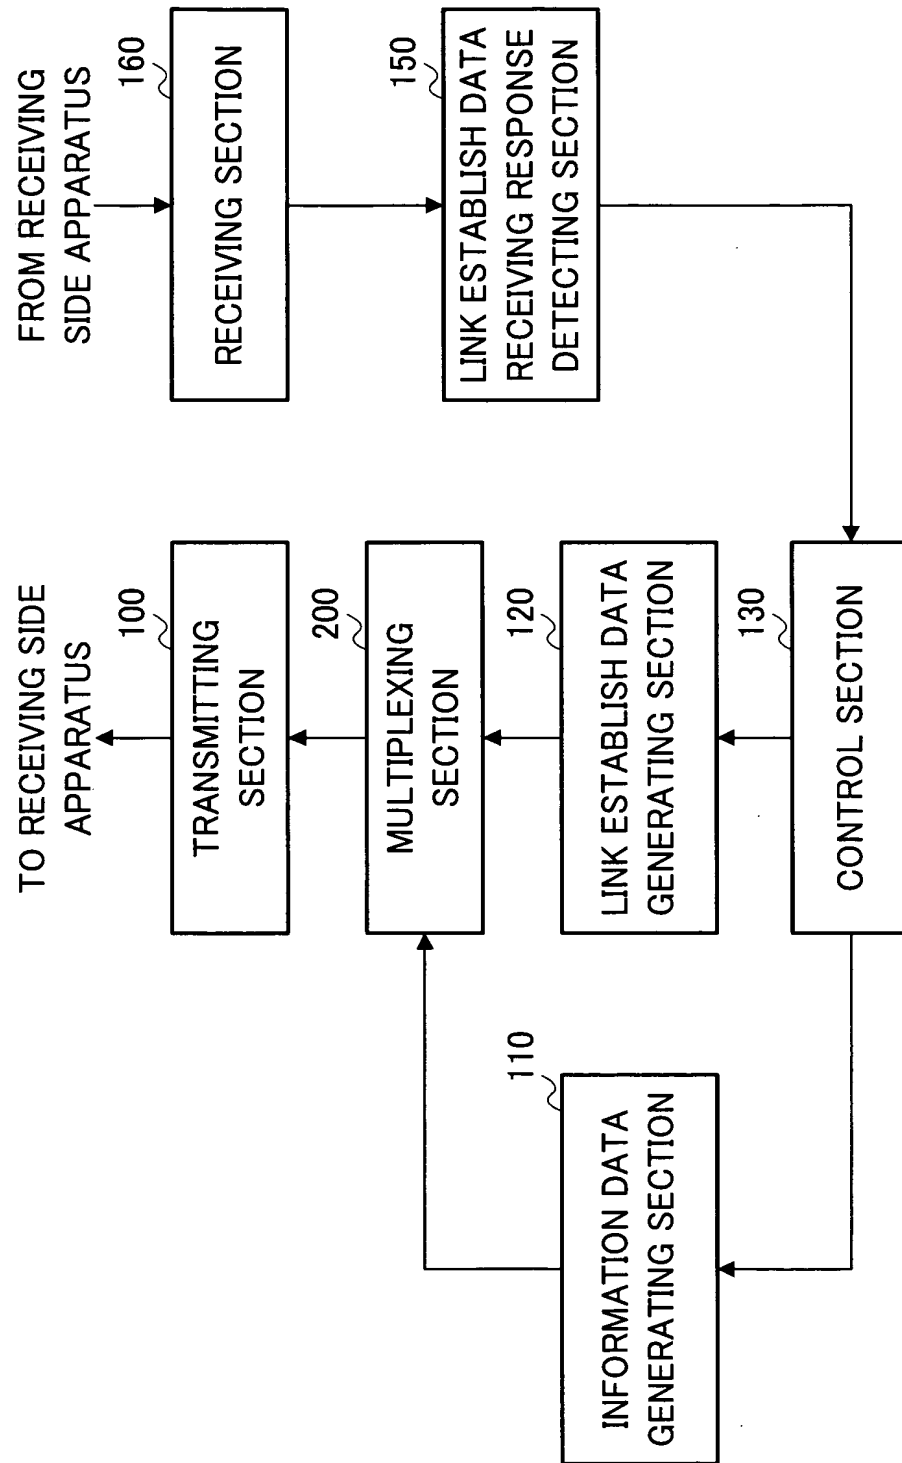 TO RECEIVING SIDE
APPARATUS
100
TRANSMITTING
SECTION
200
MULTIPLEXING
SECTION
120
LINK ESTABLISH DATA
GENERATING SECTION
130
CONTROL SECTION
110
INFORMATION DATA
GENERATING SECTION
FROM RECEIVING
SIDE APPARATUS
160
RECEIVING SECTION
150
LINK ESTABLISH DATA
RECEIVING RESPONSE
DETECTING SECTION